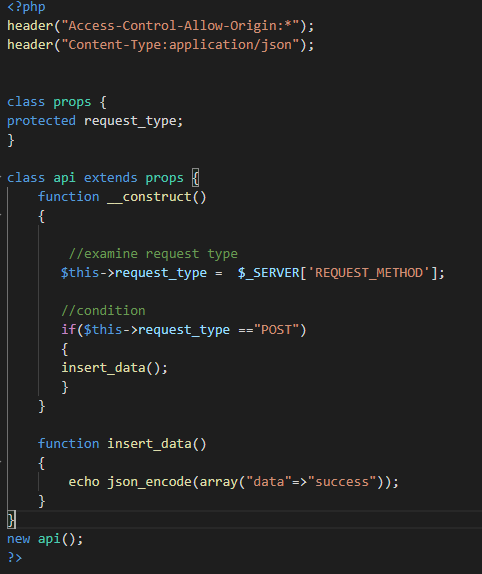 <?php
header("Access-Control-Allow-Origin:*");
header("Content-Type:application/json");
class props {
protected request_type;
}
class api extends props {
function __construct()
{
//examine request type
$this->request_type =  $_SERVER['REQUEST_METHOD'];
//condition
if($this->request_type =="POST")
{
insert_data();
}
}
function insert_data()
{
echo json_encode(array("data"=>"success"));
}
}
new api();
?>